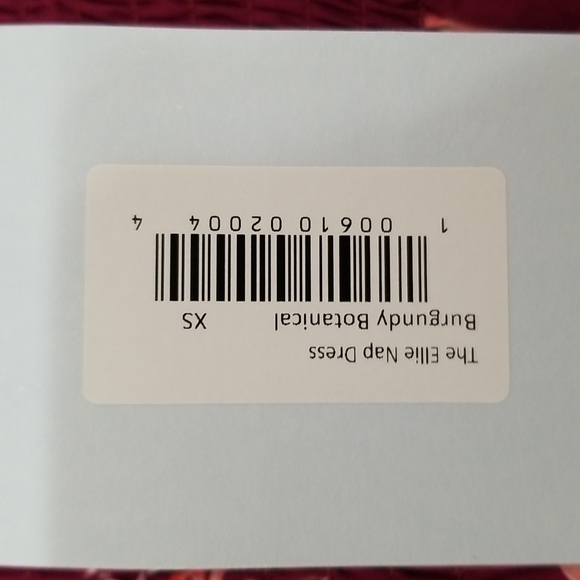 The Ellie Nap Dress
Burgundy Botanical XS
1 00610 02004 4